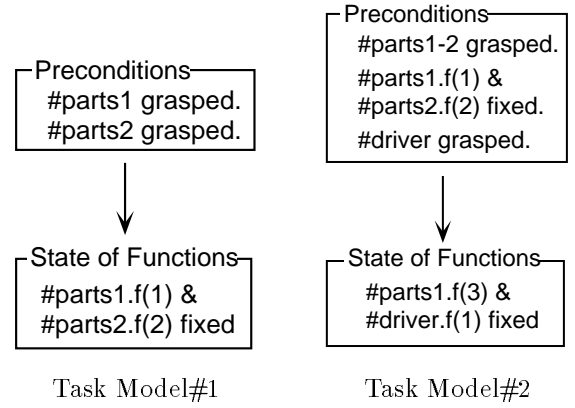 Preconditions
#parts1 grasped.
#parts2 grasped.
State of Functions
#parts1.f(1) &
#parts2.f(2) fixed
Task Model#1
Preconditions
#parts1-2 grasped.
#parts1.f(1) &
#parts2.f(2) fixed.
#driver grasped.
State of Functions
#parts1.f(3) &
#driver.f(1) fixed
Task Model#2